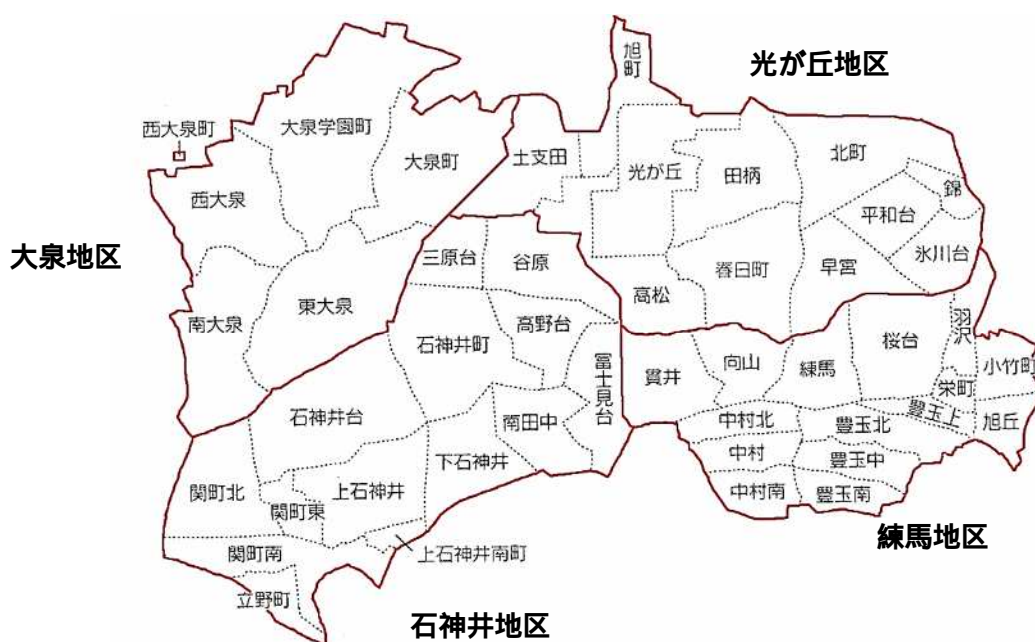 旭町
光が丘地区
西大泉町
大泉学園町
大泉町
土支田
光が丘
田柄
北町
錦
西大泉
平和台
氷川台
大泉地区
三原台
谷原
春日町
早宮
高松
南大泉
東大泉
高野台
石神井町
羽沢
桜台
小竹町
富士見台
貫井
向山
練馬
栄町
石神井台
南田中
中村北
豊玉北
豊玉上
旭丘
下石神井
中村
豊玉中
関町北
関町東
上石神井
中村南
豊玉南
練馬地区
関町南
上石神井南町
立野町
石神井地区